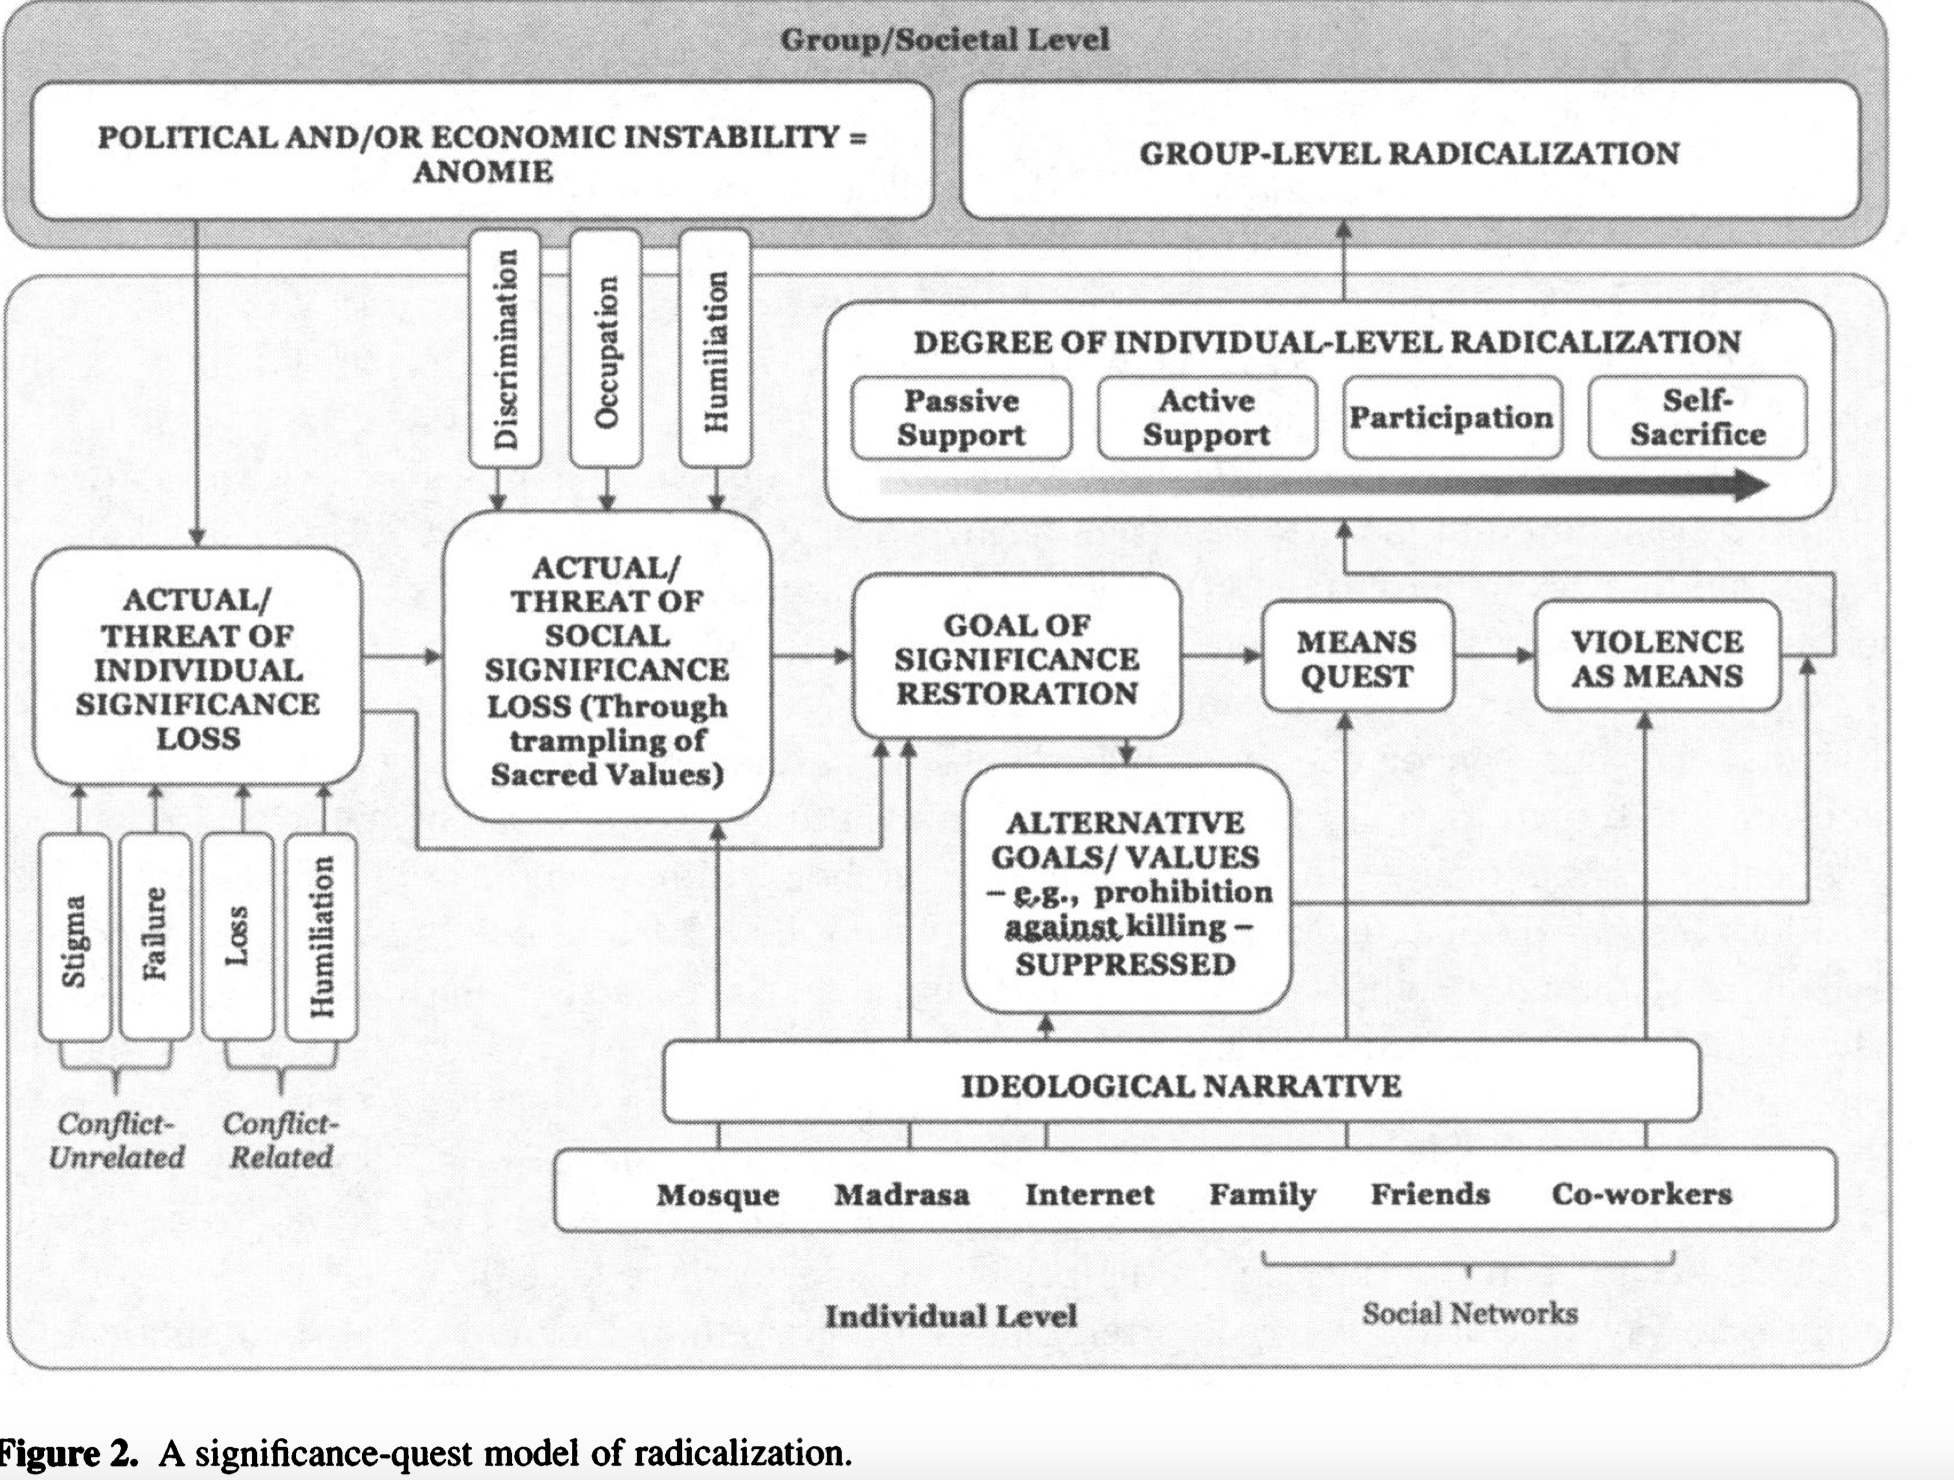 Group/Societal Level
POLITICAL AND/OR ECONOMIC INSTABILITY =
ANOMIE
GROUP-LEVEL RADICALIZATION
Discrimination
Occupation
Humiliation
DEGREE OF INDIVIDUAL-LEVEL RADICALIZATION
Passive
Support
Active
Support
Participation
Self-
Sacrifice
ACTUAL/
THREAT OF
INDIVIDUAL
SIGNIFICANCE
LOSS
ACTUAL/
THREAT OF
SOCIAL
SIGNIFICANCE
LOSS (Through
trampling of
Sacred Values)
GOAL OF
SIGNIFICANCE
RESTORATION
MEANS
QUEST
VIOLENCE
AS MEANS
ALTERNATIVE
GOALS/ VALUES
– e.g., prohibition
against killing –
SUPPRESSED
Stigma
Failure
Loss
Humiliation
Conflict-
Unrelated
Conflict-
Related
IDEOLOGICAL NARRATIVE
Mosque Madrasa Internet Family Friends Co-workers
Social Networks
Individual Level
Figure 2. A significance-quest model of radicalization.